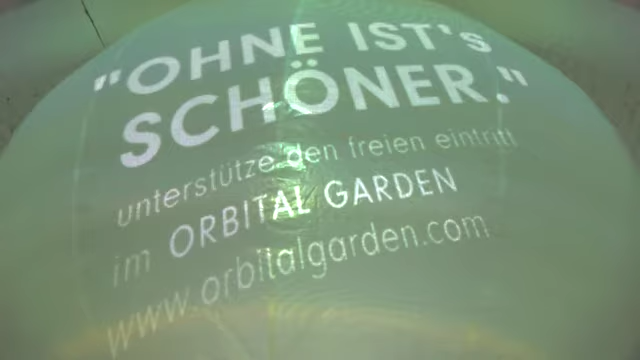 "OHNE IST's
SCHÖNER."
unterstütze den freien eintritt
im ORBITAL GARDEN
www.orbitalgarden.com